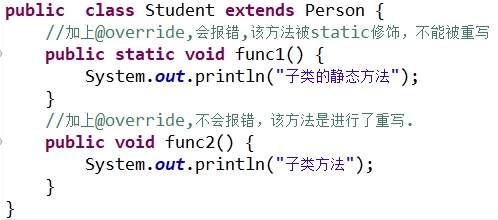 public  class Student extends Person {
    //加上@override,会报错,该方法被static修饰，不能被重写
    public static void func1() {
        System.out.println("子类的静态方法");
    }
    //加上@override,不会报错，该方法是进行了重写.
    public void func2() {
        System.out.println("子类方法");
    }
}